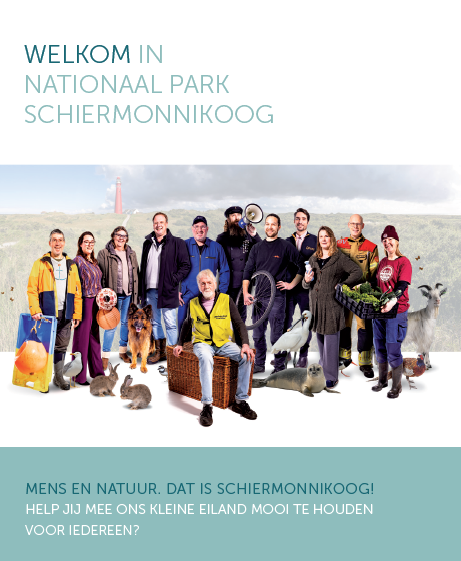 WELKOM IN
NATIONAAL PARK
SCHIERMONNIKOOG
MENS EN NATUUR. DAT IS SCHIERMONNIKOOG!
HELP JIJ MEE ONS KLEINE EILAND MOOI TE HOUDEN
VOOR IEDEREEN?